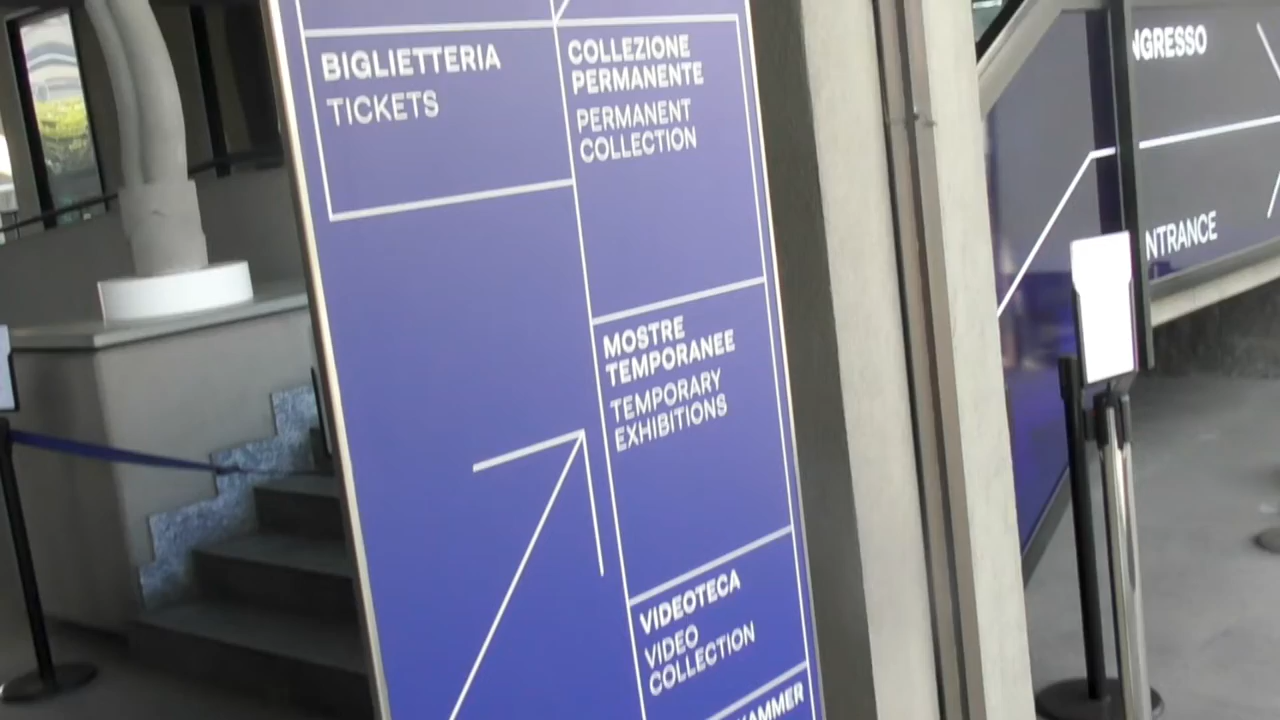 BIGLIETTERIA
TICKETS
COLLEZIONE
PERMANENTE
PERMANENT
COLLECTION
MOSTRE
TEMPORANEE
TEMPORARY
EXHIBITIONS
VIDEOTECA
VIDEO
COLLECTION
NGRESSO
NTRANCE